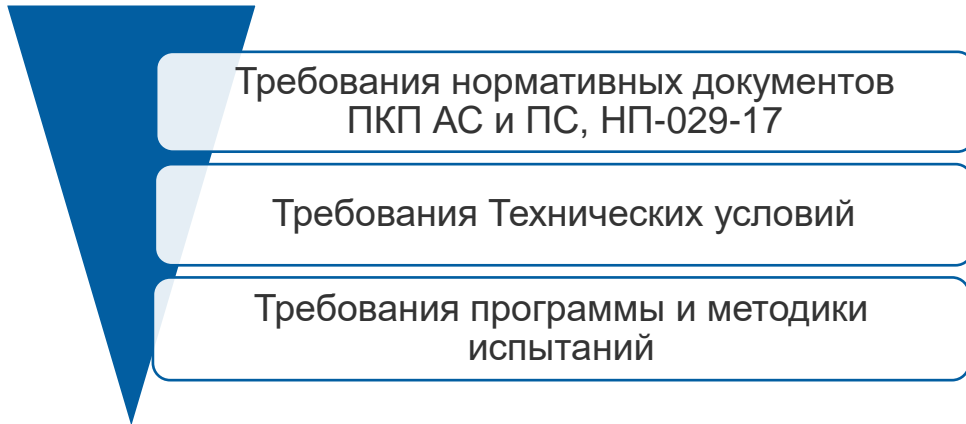 Требования нормативных документов
ПКП АС и ПС, НП-029-17
Требования Технических условий
Требования программы и методики
испытаний